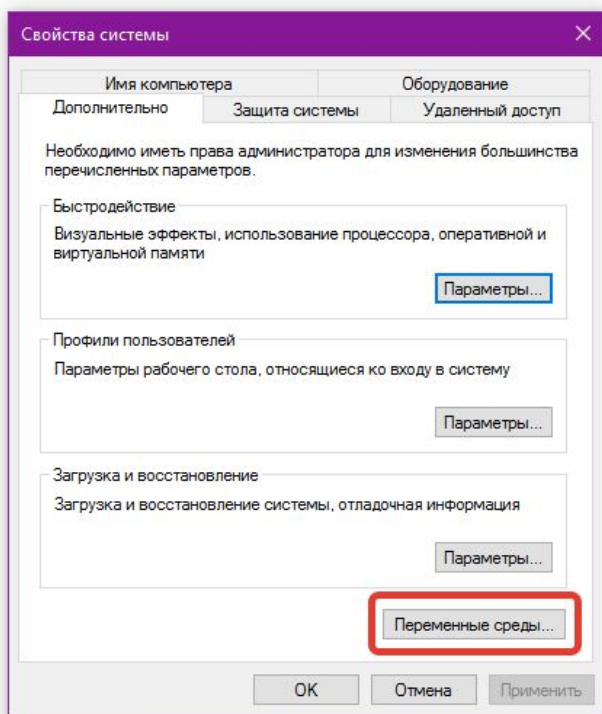 Свойства системы
Имя компьютера
Оборудование
Дополнительно
Защита системы
Удаленный доступ
Необходимо иметь права администратора для изменения большинства
перечисленных параметров.
Быстродействие
Визуальные эффекты, использование процессора, оперативной и
виртуальной памяти
Параметры...
Профили пользователей
Параметры рабочего стола, относящиеся ко входу в систему
Параметры...
Загрузка и восстановление
Загрузка и восстановление системы, отладочная информация
Параметры...
Переменные среды...
ОК
Отмена
Применить